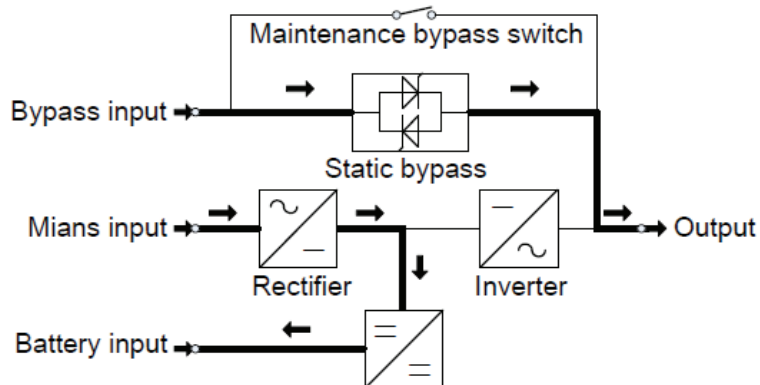 Maintenance bypass switch
Bypass input
Static bypass
Mians input
Output
Rectifier
Inverter
Battery input